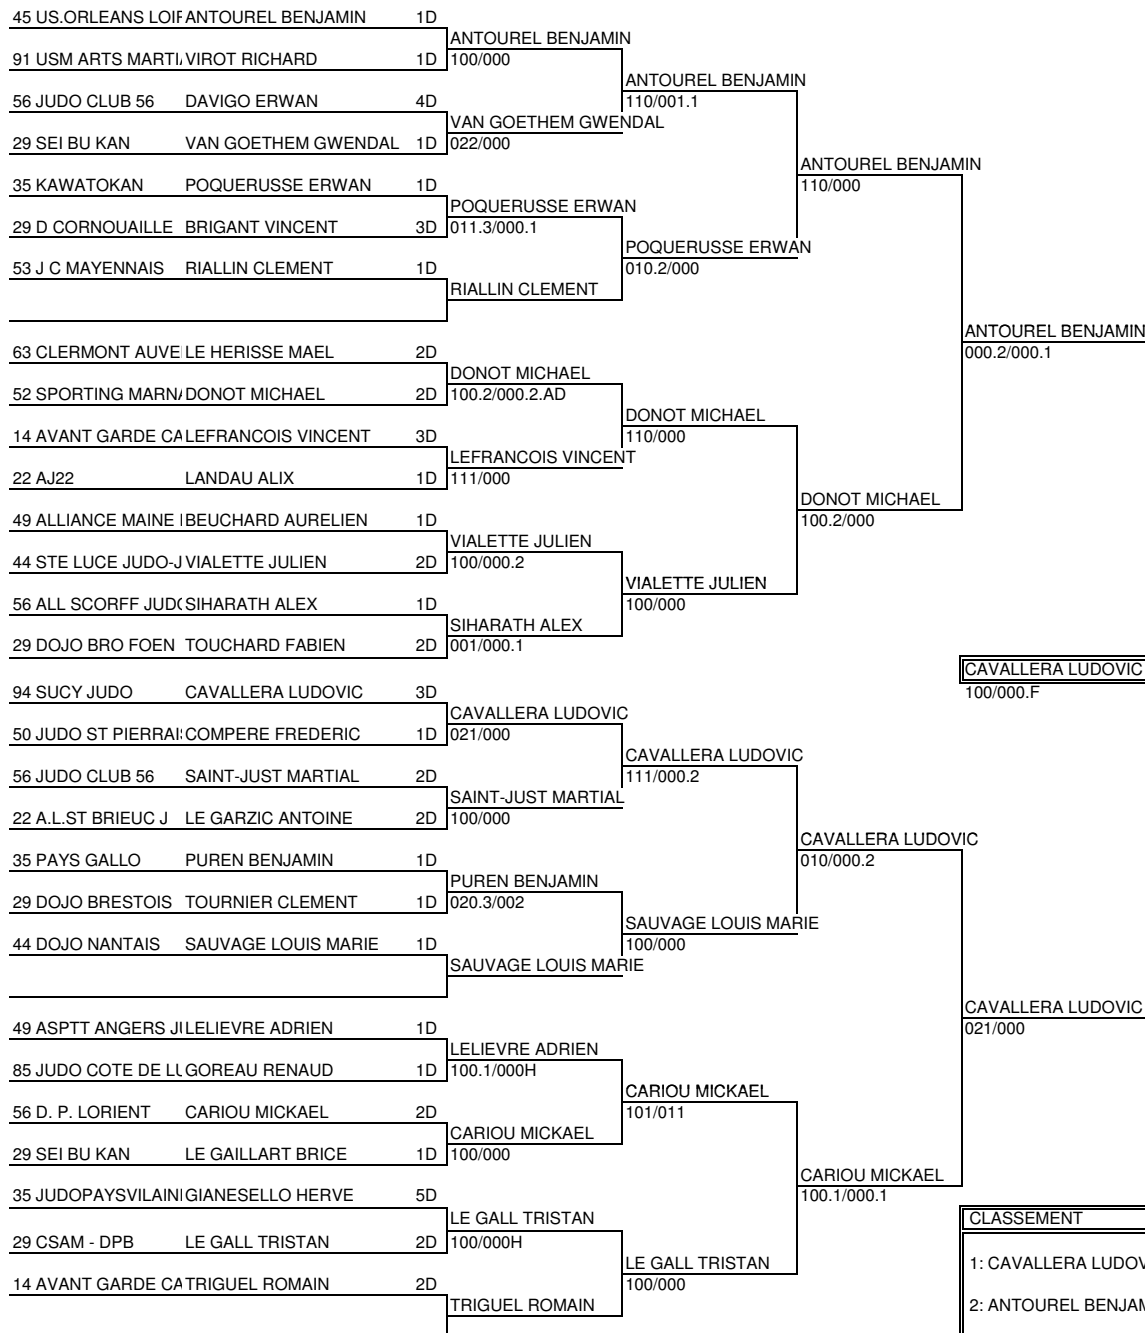 45 US.ORLEANS LOIF ANTOUREL BENJAMIN 1D
ANTOUREL BENJAMIN
91 USM ARTS MARTI VIROT RICHARD 1D 100/000
ANTOUREL BENJAMIN
56 JUDO CLUB 56 DAVIGO ERWAN 4D 110/001.1
VAN GOETHEM GWENDAL
29 SEI BU KAN VAN GOETHEM GWENDAL 1D 022/000
ANTOUREL BENJAMIN
35 KAWATOKAN POQUERUSSE ERWAN 1D 110/000
POQUERUSSE ERWAN
29 D CORNOUAILLE BRIGANT VINCENT 3D 011.3/000.1
POQUERUSSE ERWAN
53 J C MAYENNAIS RIALLIN CLEMENT 1D 010.2/000
RIALLIN CLEMENT
ANTOUREL BENJAMIN
63 CLERMONT AUVE LE HERISSE MAEL 2D 000.2/000.1
DONOT MICHAEL
52 SPORTING MARNA DONOT MICHAEL 2D 100.2/000.2.AD
DONOT MICHAEL
14 AVANT GARDE CA LEFRANCOIS VINCENT 3D 110/000
LEFRANCOIS VINCENT
22 AJ22 LANDAU ALIX 1D 111/000
DONOT MICHAEL
49 ALLIANCE MAINE BEUCHARD AURELIEN 1D 100.2/000
VIALETTE JULIEN
44 STE LUCE JUDO-J VIALETTE JULIEN 2D 100/000.2
VIALETTE JULIEN
56 ALL SCORFF JUDO SIHARATH ALEX 1D 100/000
SIHARATH ALEX
29 DOJO BRO FOEN TOUCHARD FABIEN 2D 001/000.1
CAVALLERA LUDOVIC
94 SUCY JUDO CAVALLERA LUDOVIC 3D 100/000.F
CAVALLERA LUDOVIC
50 JUDO ST PIERRAI COMPERE FREDERIC 1D 021/000
CAVALLERA LUDOVIC
56 JUDO CLUB 56 SAINT-JUST MARTIAL 2D 111/000.2
SAINT-JUST MARTIAL
22 A.L.ST BRIEUC J LE GARZIC ANTOINE 2D 100/000
CAVALLERA LUDOVIC
35 PAYS GALLO PUREN BENJAMIN 1D 010/000.2
PUREN BENJAMIN
29 DOJO BRESTOIS TOURNIER CLEMENT 1D 020.3/002
SAUVAGE LOUIS MARIE
44 DOJO NANTAIS SAUVAGE LOUIS MARIE 1D 100/000
SAUVAGE LOUIS MARIE
CAVALLERA LUDOVIC
49 ASPTT ANGERS JI LELIEVRE ADRIEN 1D 021/000
LELIEVRE ADRIEN
85 JUDO COTE DE LU GOREAU RENAUD 1D 100.1/000H
CARIOU MICKAEL
56 D. P. LORIENT CARIOU MICKAEL 2D 101/011
CARIOU MICKAEL
29 SEI BU KAN LE GAILLART BRICE 1D 100/000
CARIOU MICKAEL
35 JUDOPAYSVILAIN GIANESELLO HERVE 5D 100.1/000.1
LE GALL TRISTAN
CLASSEMENT
29 CSAM - DPB LE GALL TRISTAN 2D 100/000H
LE GALL TRISTAN
1: CAVALLERA LUDOV
14 AVANT GARDE CA TRIGUEL ROMAIN 2D 100/000
TRIGUEL ROMAIN
2: ANTOUREL BENJAM